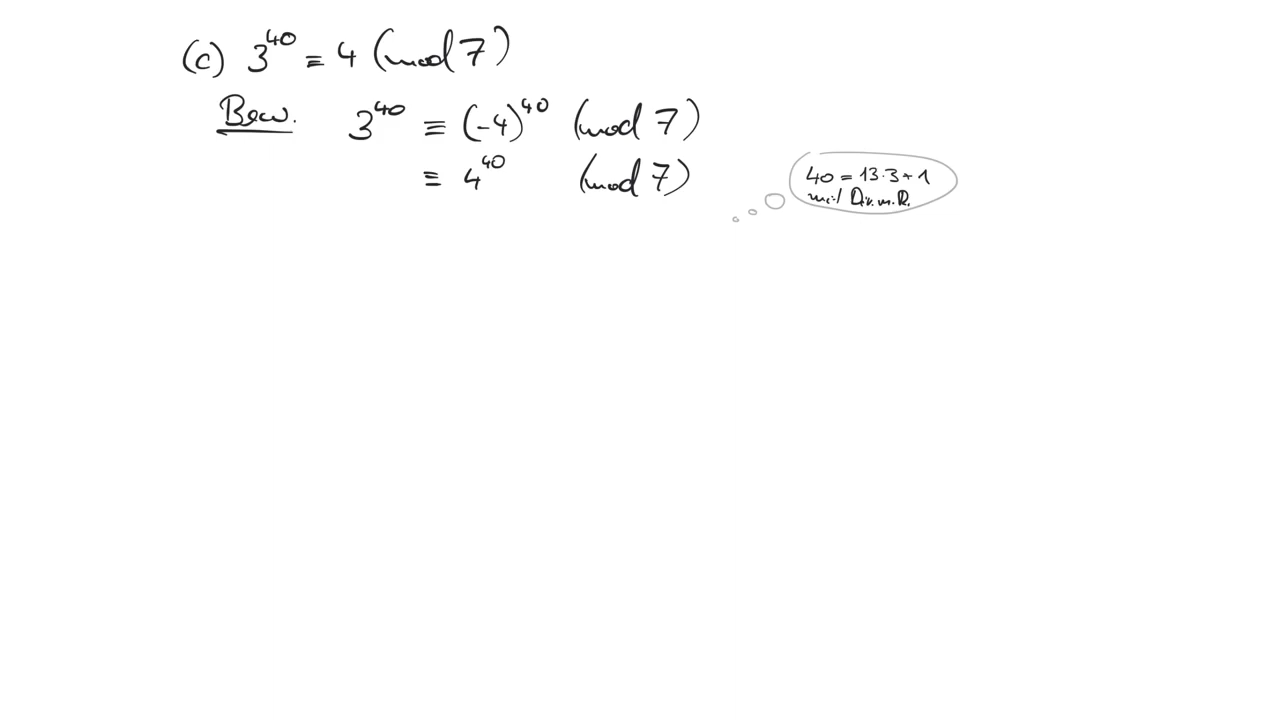 (c) 3^40 ≡ 4 (mod 7)
Bew. 3^40 ≡ (-4)^40 (mod 7)
≡ 4^40 (mod 7)
40 = 13·3+1
mit Div.m.R.